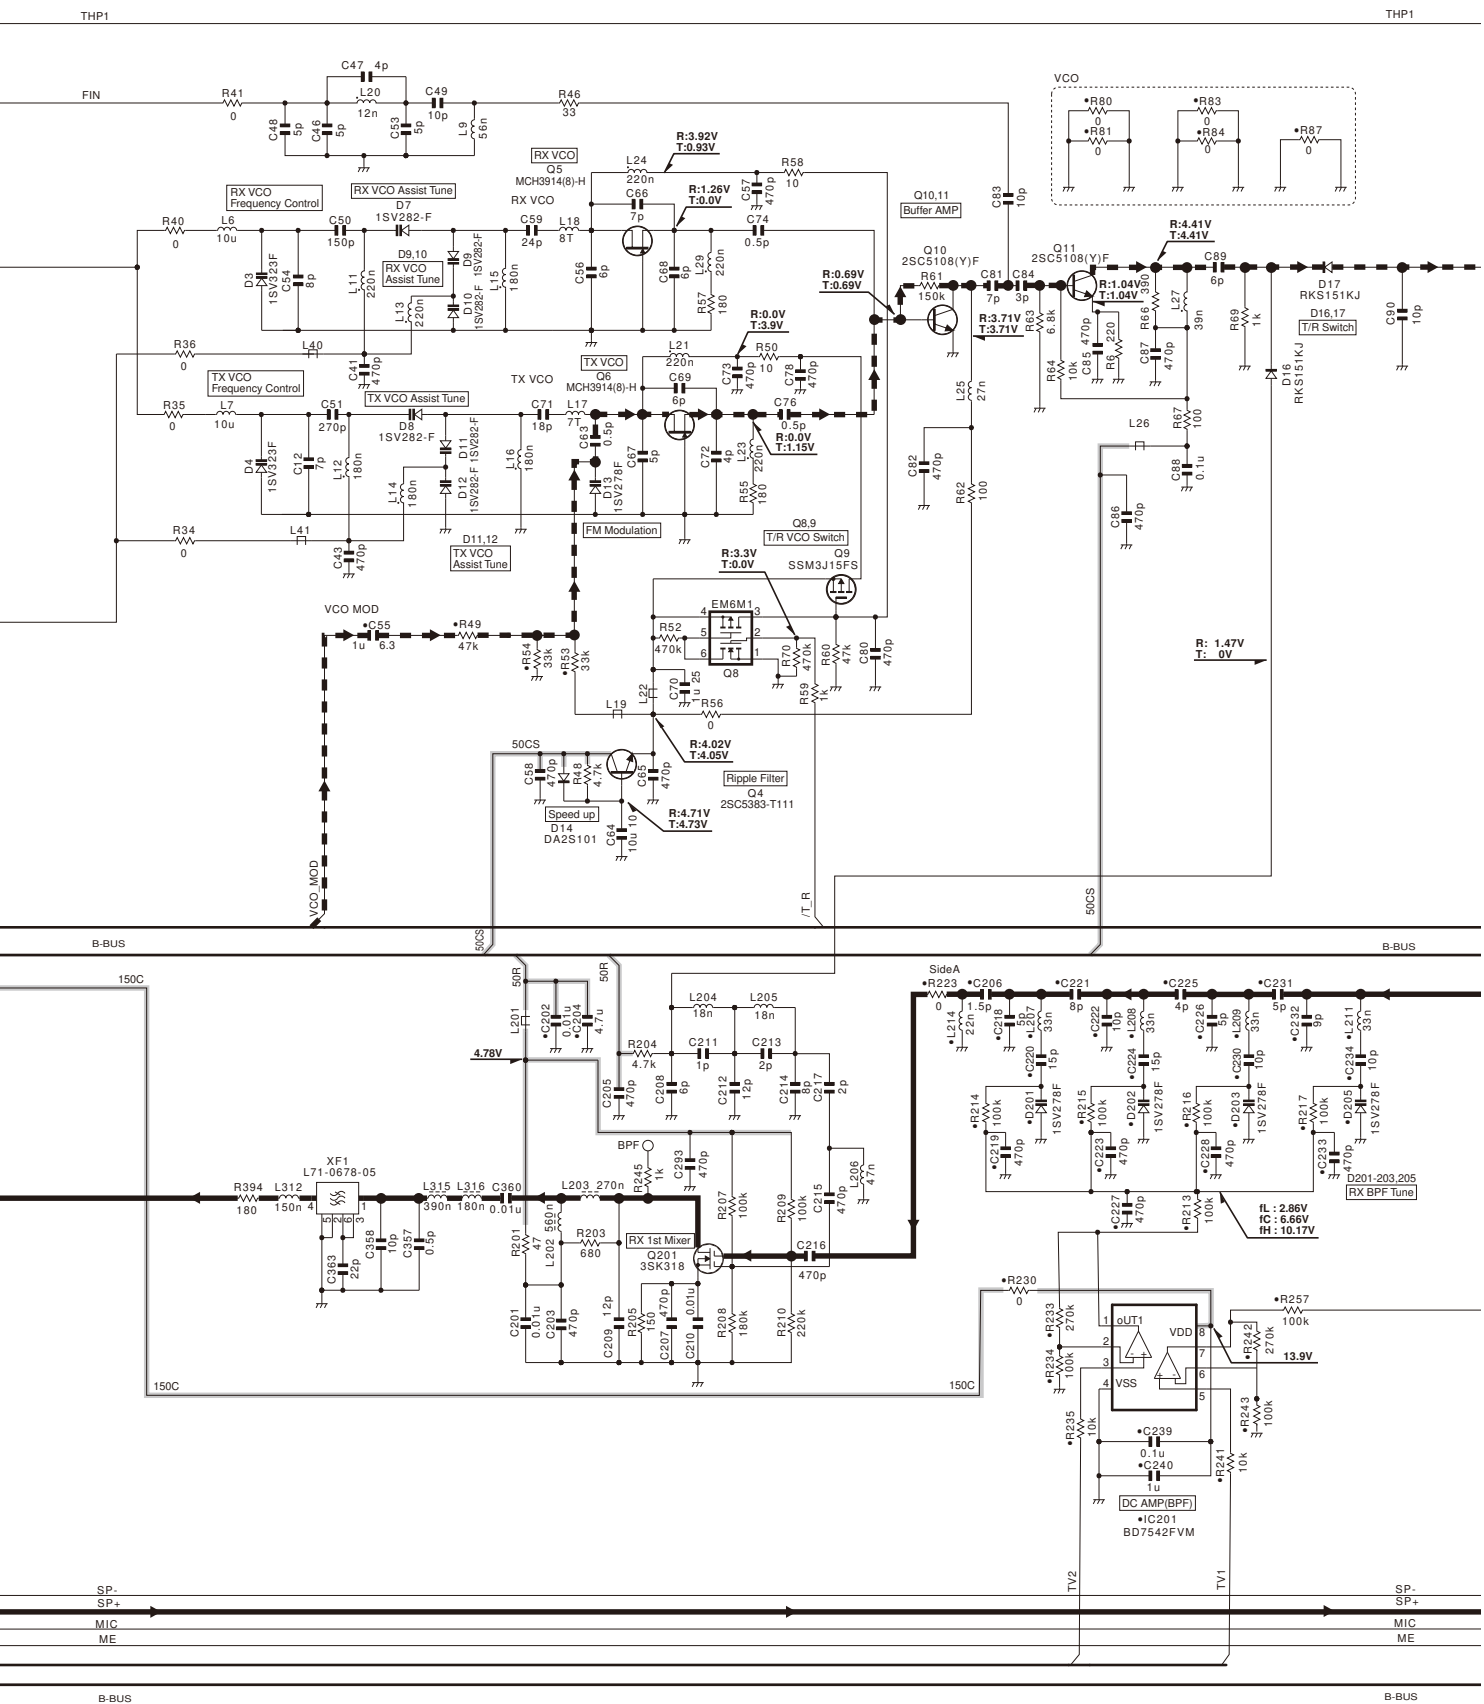 THP1
THP1
C47 4p
FIN
R41
0
L20
12n
C49
10p
R46
33
C48
5p
C46
5p
C53
5p
L9
56n
VCO
R80
0
R81
0
R83
0
R84
0
R87
0
R:3.92V
T:0.93V
RX VCO
Q5
MCH3914(8)-H
RX VCO
L24
220n
C66
7p
C57
470p
R58
10
R:1.26V
T:0.0V
RX VCO
Frequency Control
RX VCO Assist Tune
D7
1SV282-F
R40
0
L6
10u
C50
150p
D9,10
RX VCO
Assist Tune
D9
1SV282-F
D10
1SV282-F
C59
24p
L18
8T
C74
0.5p
D3
1SV323F
C54
8p
L11
220n
L13
220n
L15
180n
C56
6p
C68
6p
L29
220n
R57
180
C83
10p
Q10,11
Buffer AMP
Q10
2SC5108(Y)F
R61
150k
R:0.69V
T:0.69V
C81
7p
C84
3p
Q11
2SC5108(Y)F
R:4.41V
T:4.41V
C89
6p
R:1.04V
T:1.04V
R:3.71V
T:3.71V
R63
6.8k
R64
10k
C85
470p
R6
220
R66
390
C87
470p
L27
39n
R69
1k
D17
RKS151KJ
D16,17
T/R Switch
D16
RKS151KJ
C90
10p
R36
0
L40
C41
470p
R:0.0V
T:3.9V
TX VCO
Q6
MCH3914(8)-H
TX VCO
L21
220n
R50
10
C73
470p
C78
470p
C69
6p
TX VCO
Frequency Control
TX VCO Assist Tune
D8
1SV282-F
R35
0
L7
10u
C51
270p
D11
1SV282-F
D12
1SV282-F
C71
18p
L17
7T
C76
0.5p
D4
1SV323F
C12
7p
L12
180n
L14
180n
L16
180n
C63
0.5p
D13
1SV278F
C67
5p
C72
4p
L23
220n
R55
180
R:0.0V
T:1.15V
L25
27n
C82
470p
R62
100
R67
100
L26
C88
0.1u
C86
470p
R34
0
L41
C43
470p
D11,12
TX VCO
Assist Tune
FM Modulation
Q8,9
T/R VCO Switch
Q9
SSM3J15FS
R:3.3V
T:0.0V
EM6M1
4
3
5
2
6
1
Q8
R52
470k
R70
470k
R60
47k
C80
470p
R59
1k
C70
1u 25
L22
L19
R56
0
VCO MOD
C55
1u 6.3
R49
47k
R54
33k
R53
33k
R: 1.47V
T: 0V
R:4.02V
T:4.05V
50CS
C58
470p
R48
4.7k
C65
470p
Ripple Filter
Q4
2SC5383-T111
R:4.71V
T:4.73V
Speed up
D14
DA2S101
C64
10u 10
VCO_MOD
/T_R
50CS
B-BUS
50CS
B-BUS
150C
50R
50R
SideA
R223
0
C206
1.5p
C221
8p
C225
4p
C231
5p
L201
C202
0.01u
C204
4.7u
L204
18n
L205
18n
L214
22n
C218
5p
L207
33n
C222
10p
L208
33n
C226
5p
L209
33n
C232
9p
L211
33n
4.78V
R204
4.7k
C211
1p
C213
2p
C205
470p
C208
6p
C212
12p
C214
8p
C217
2p
C220
15p
C224
15p
C230
10p
C234
10p
R214
100k
D201
1SV278F
R215
100k
D202
1SV278F
R216
100k
D203
1SV278F
R217
100k
D205
1SV278F
BPF
R245
1k
C293
470p
L206
47n
C219
470p
C223
470p
C228
470p
C233
470p
D201-203,205
RX BPF Tune
XF1
L71-0678-05
R394
180
L312
150n
4
1
5
2
6
3
L315
390n
L316
180n
C360
0.01u
L203 270n
R207
100k
R209
100k
C215
470p
C227
470p
R213
100k
fL : 2.86V
fC : 6.66V
fH : 10.17V
C363
22p
C358
10p
C357
0.5p
R201
47
L202
560n
R203
680
RX 1st Mixer
Q201
3SK318
C216
470p
C201
0.01u
C203
470p
C209
12p
R205
150
C207
470p
C210
0.01u
R208
180k
R210
220k
R230
0
R257
100k
R233
270k
R234
100k
1
oUT1
VDD
8
2
7
3
6
4
VSS
5
R242
270k
13.9V
R243
100k
150C
150C
R235
10k
R241
10k
C239
0.1u
C240
1u
DC AMP(BPF)
IC201
BD7542FVM
TV2
TV1
SP-
SP-
SP+
SP+
MIC
MIC
ME
ME
B-BUS
B-BUS